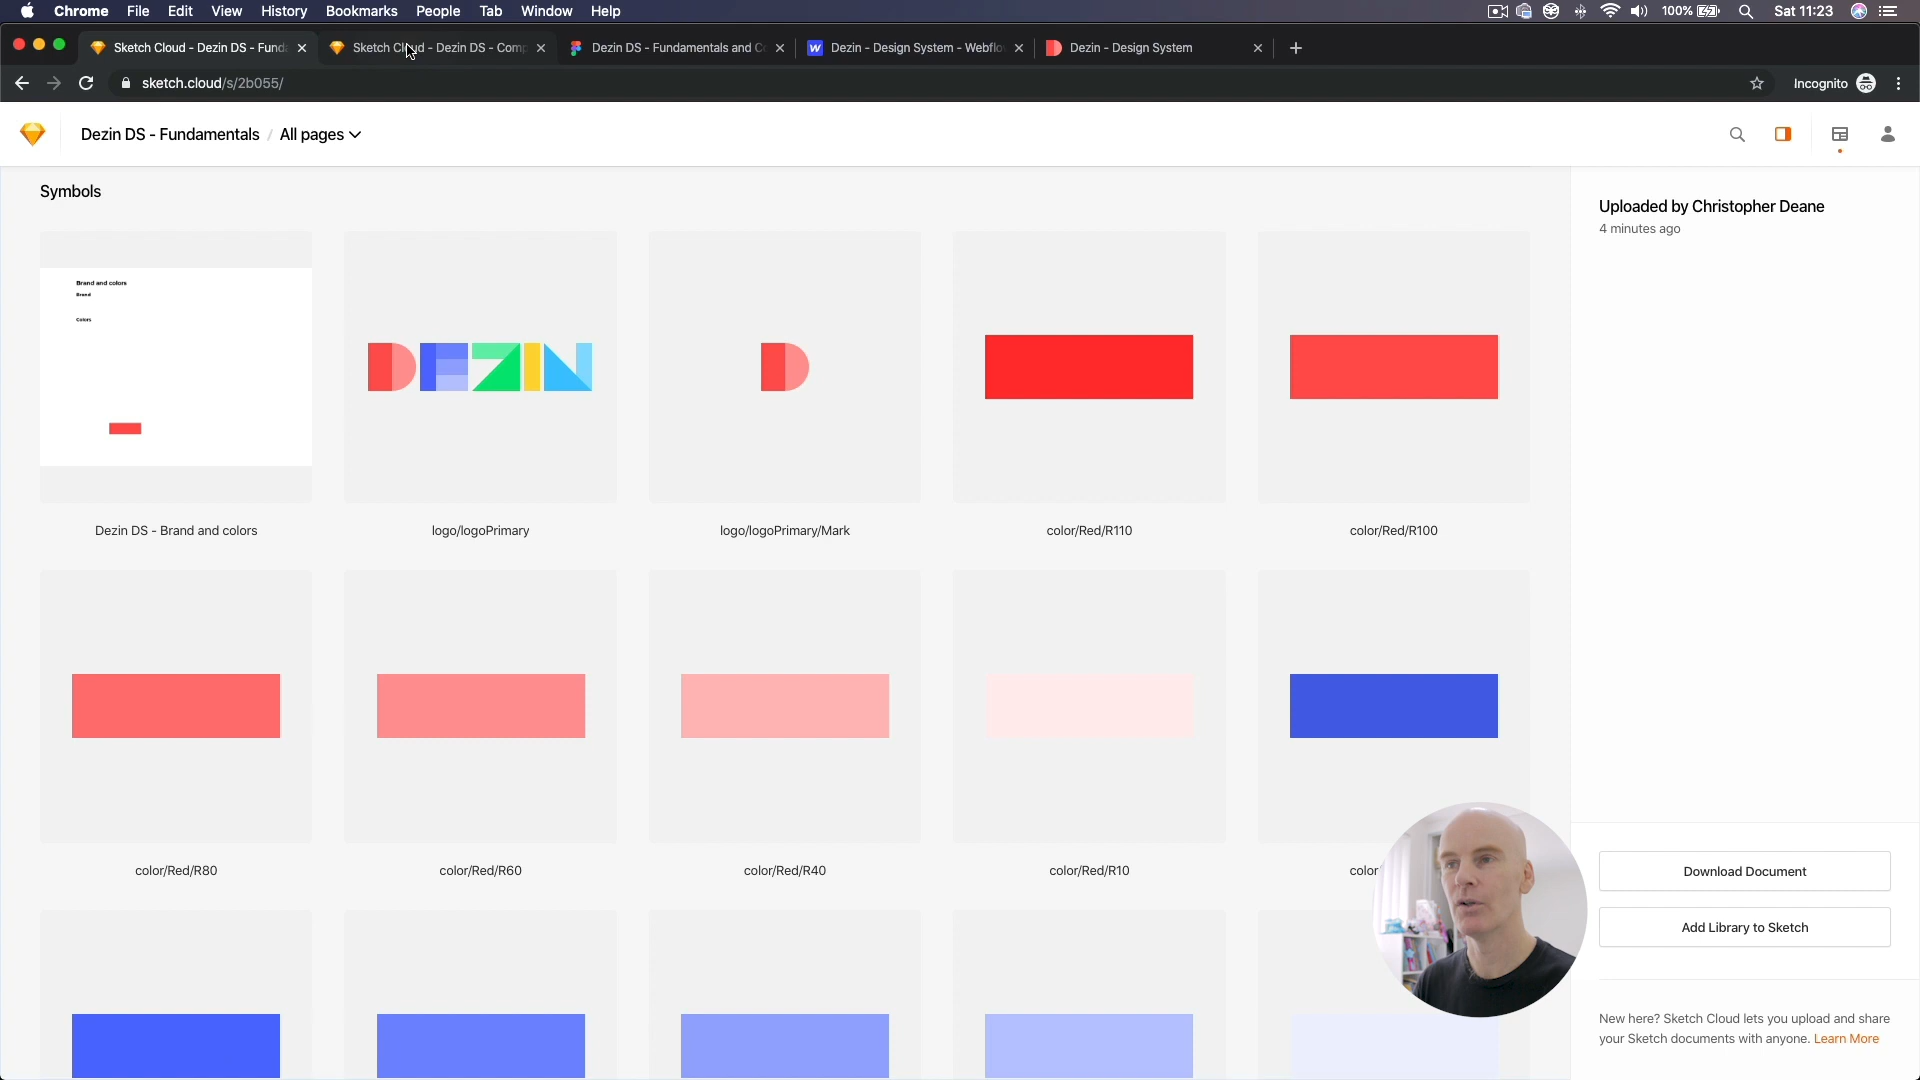 Chrome File Edit View History Bookmarks People Tab Window Help 100% Sat 11:23
Sketch Cloud - Dezin DS - Funda Sketch Cloud - Dezin DS - Comp Dezin DS - Fundamentals and Co Dezin - Design System - Webflo Dezin - Design System
sketch.cloud/s/2b055/ Incognito
Dezin DS - Fundamentals / All pages
Symbols
Uploaded by Christopher Deane
4 minutes ago
Brand and colors
Brand
Colors
DEZIN
D
Dezin DS - Brand and colors logo/logoPrimary logo/logoPrimary/Mark color/Red/R110 color/Red/R100
color/Red/R80 color/Red/R60 color/Red/R40 color/Red/R10 color/
Download Document
Add Library to Sketch
New here? Sketch Cloud lets you upload and share
your Sketch documents with anyone. Learn More